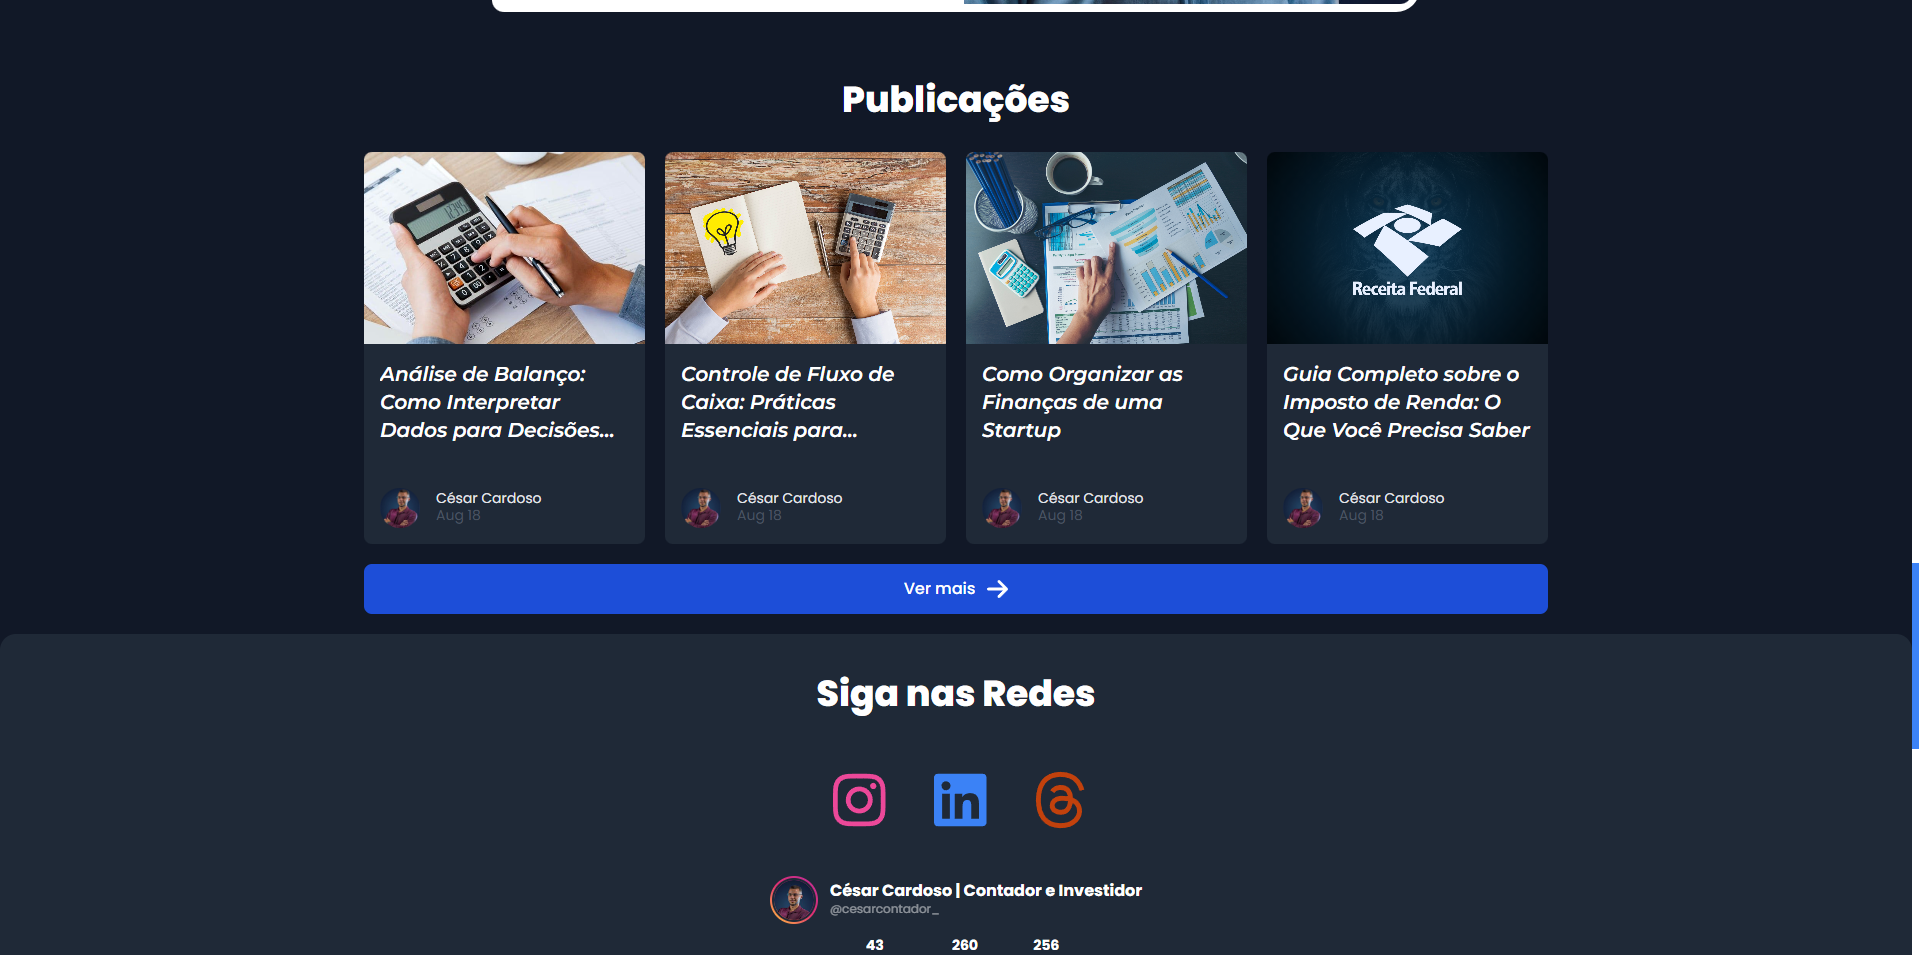 Publicações
Análise de Balanço:
Como Interpretar
Dados para Decisões...
César Cardoso
Aug 18
Controle de Fluxo de
Caixa: Práticas
Essenciais para...
César Cardoso
Aug 18
Como Organizar as
Finanças de uma
Startup
César Cardoso
Aug 18
Receita Federal
Guia Completo sobre o
Imposto de Renda: O
Que Você Precisa Saber
César Cardoso
Aug 18
Ver mais
Siga nas Redes
César Cardoso | Contador e Investidor
@cesarcontador_
43 260 256